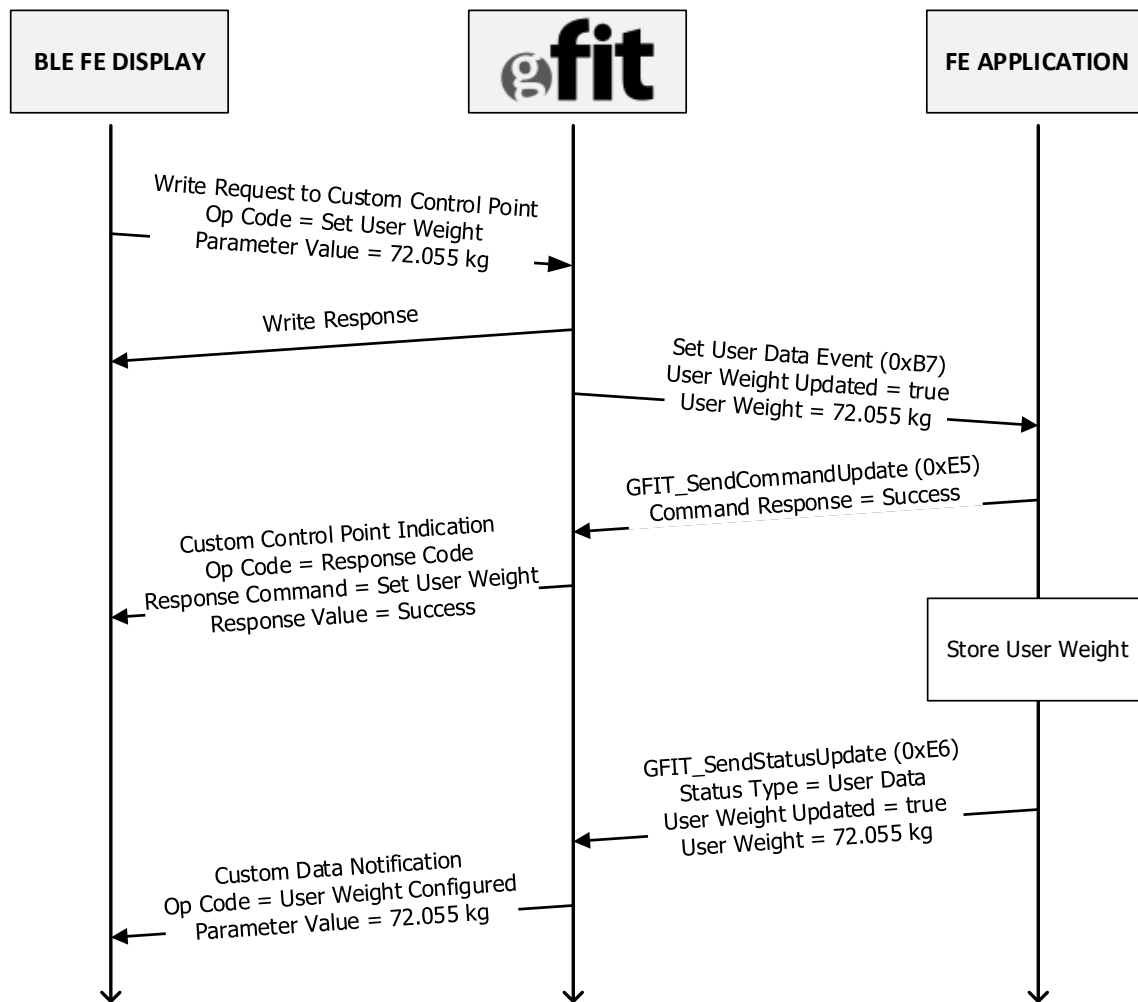 BLE FE DISPLAY
gfit
FE APPLICATION
Write Request to Custom Control Point
Op Code = Set User Weight
Parameter Value = 72.055 kg
Write Response
Set User Data Event (0xB7)
User Weight Updated = true
User Weight = 72.055 kg
GFIT_SendCommandUpdate (0xE5)
Command Response = Success
Custom Control Point Indication
Op Code = Response Code
Response Command = Set User Weight
Response Value = Success
Store User Weight
GFIT_SendStatusUpdate (0xE6)
Status Type = User Data
User Weight Updated = true
User Weight = 72.055 kg
Custom Data Notification
Op Code = User Weight Configured
Parameter Value = 72.055 kg